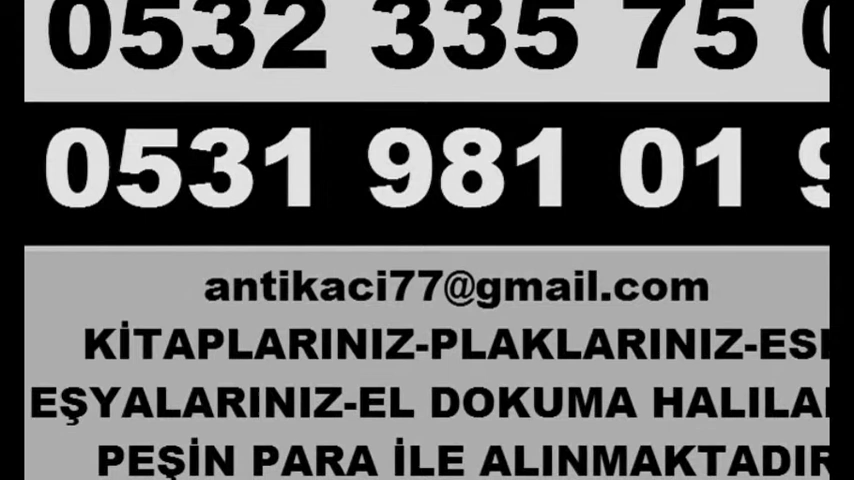 0532 335 75
0531 981 01
antikaci77@gmail.com
KİTAPLARINIZ-PLAKLARINIZ-
EŞYALARINIZ-EL DOKUMA
PEŞİN PARA İLE ALINMAKTADIR